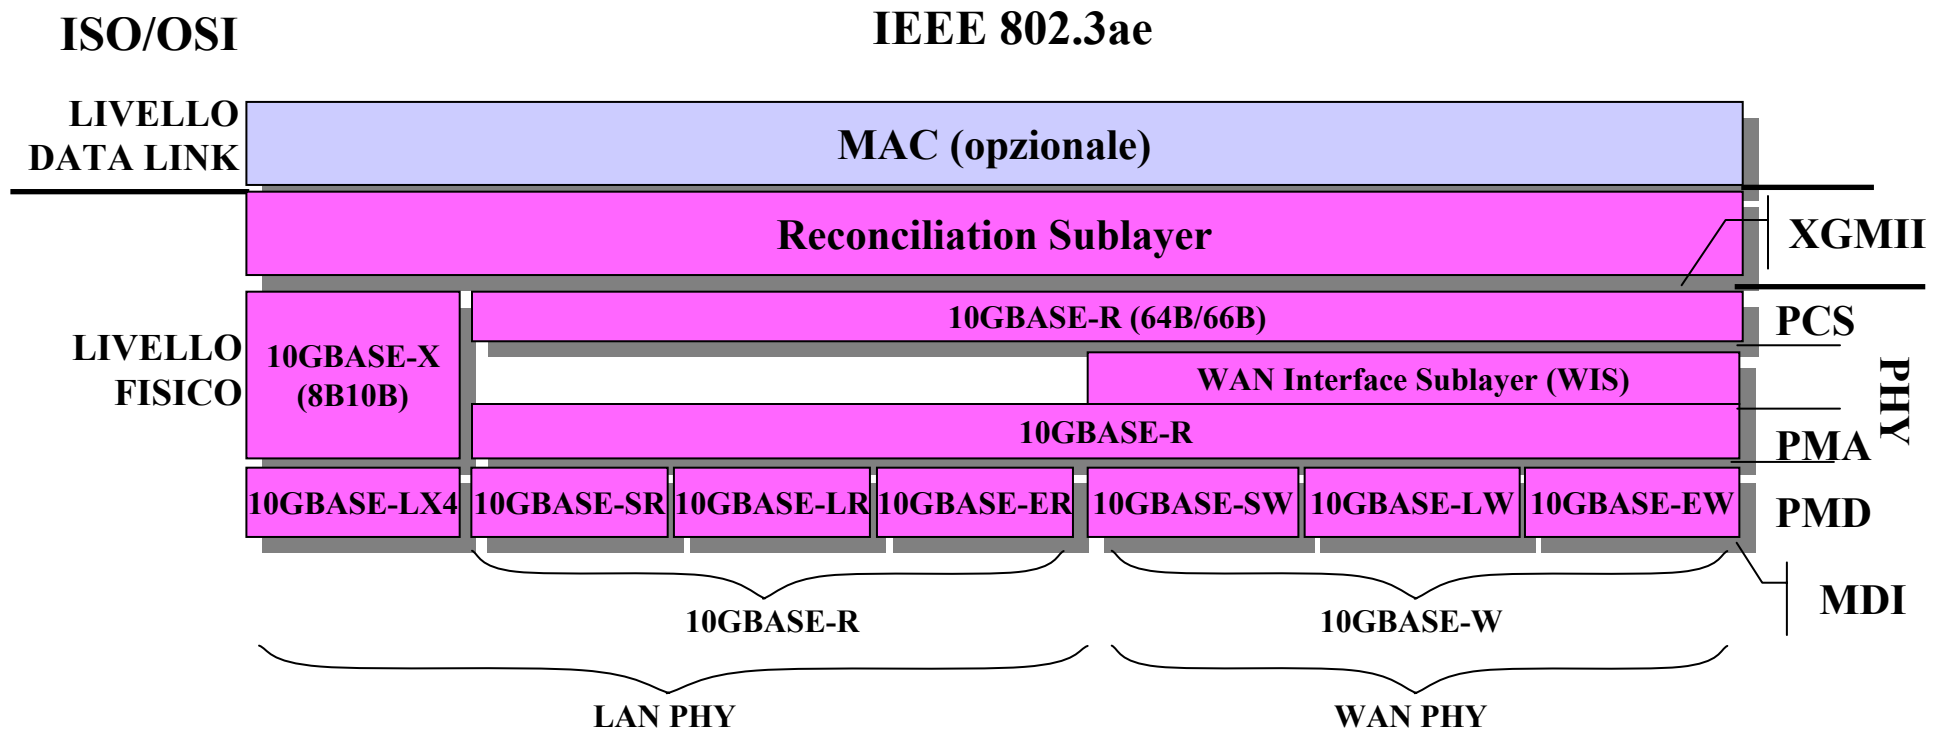 ISO/OSI
IEEE 802.3ae
LIVELLO
DATA LINK
MAC (opzionale)
Reconciliation Sublayer
XGMII
LIVELLO
FISICO
10GBASE-X
(8B10B)
10GBASE-R (64B/66B)
PCS
WAN Interface Sublayer (WIS)
PHY
10GBASE-R
PMA
10GBASE-LX4
10GBASE-SR
10GBASE-LR
10GBASE-ER
10GBASE-SW
10GBASE-LW
10GBASE-EW
PMD
MDI
10GBASE-R
10GBASE-W
LAN PHY
WAN PHY